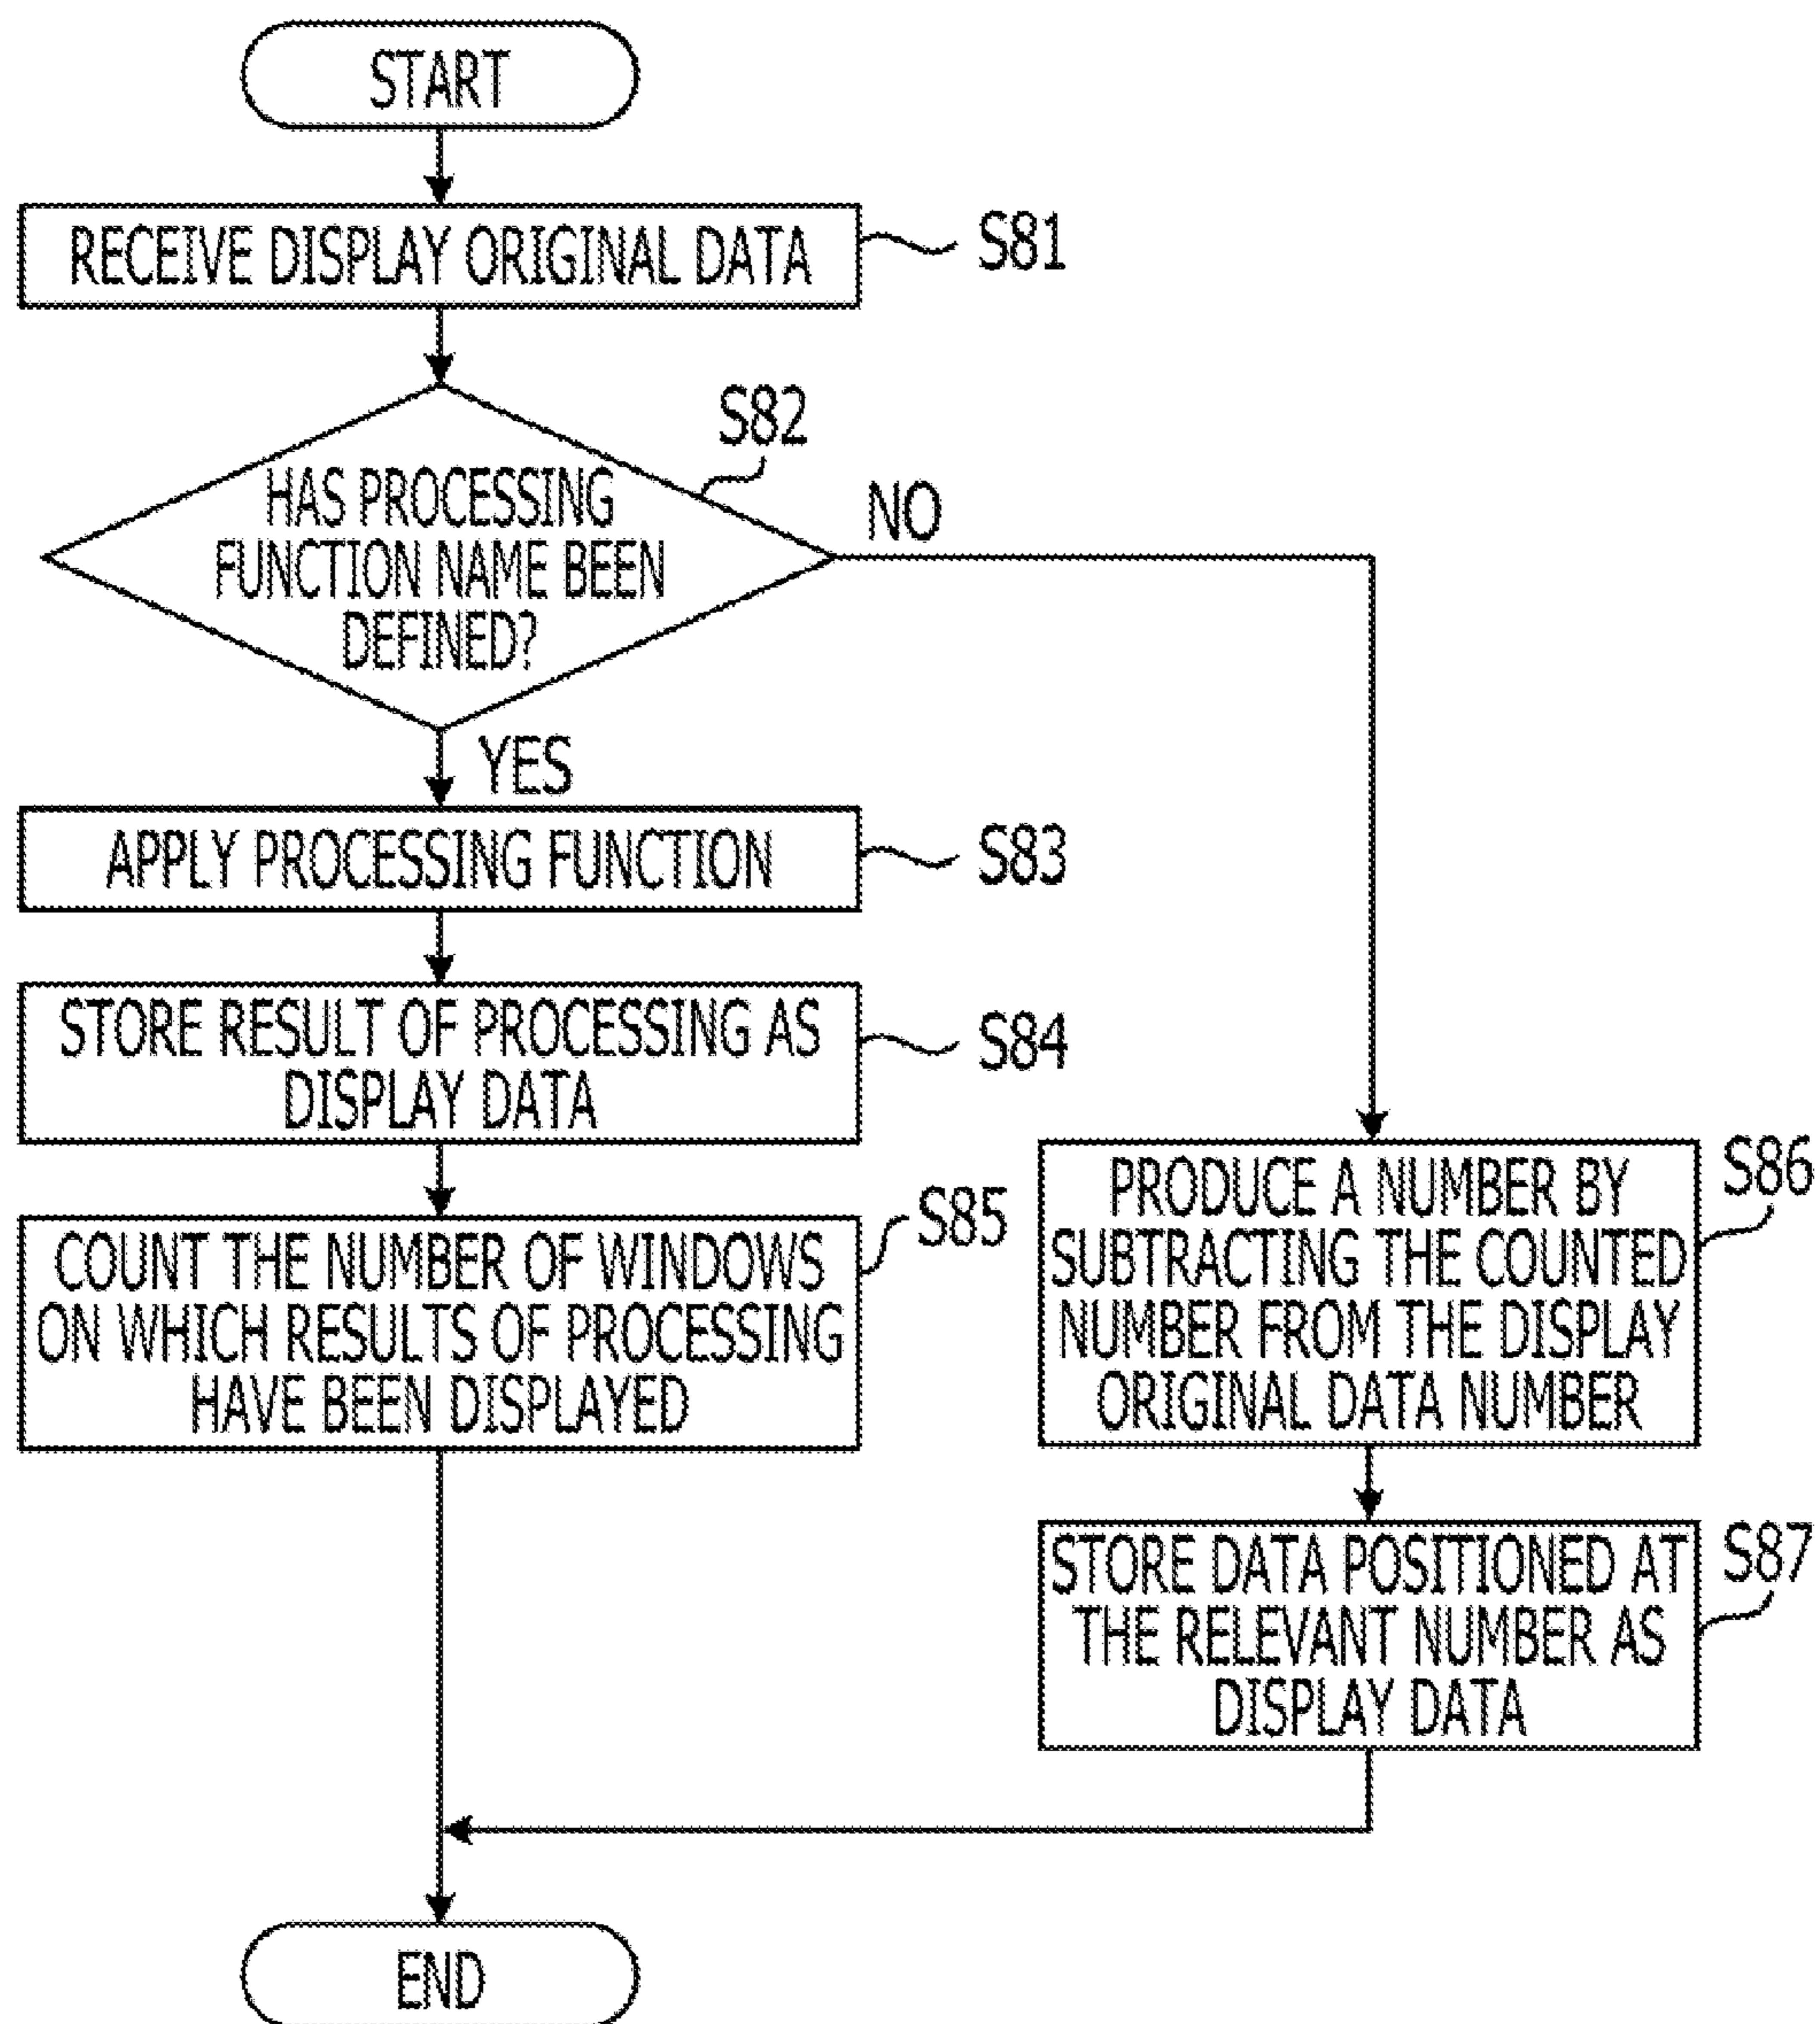 START
RECEIVE DISPLAY ORIGINAL DATA
S81
S82
HAS PROCESSING
FUNCTION NAME BEEN
DEFINED?
NO
YES
APPLY PROCESSING FUNCTION
S83
STORE RESULT OF PROCESSING AS
DISPLAY DATA
S84
COUNT THE NUMBER OF WINDOWS
ON WHICH RESULTS OF PROCESSING
HAVE BEEN DISPLAYED
S85
PRODUCE A NUMBER BY
SUBTRACTING THE COUNTED
NUMBER FROM THE DISPLAY
ORIGINAL DATA NUMBER
S86
STORE DATA POSITIONED AT
THE RELEVANT NUMBER AS
DISPLAY DATA
S87
END